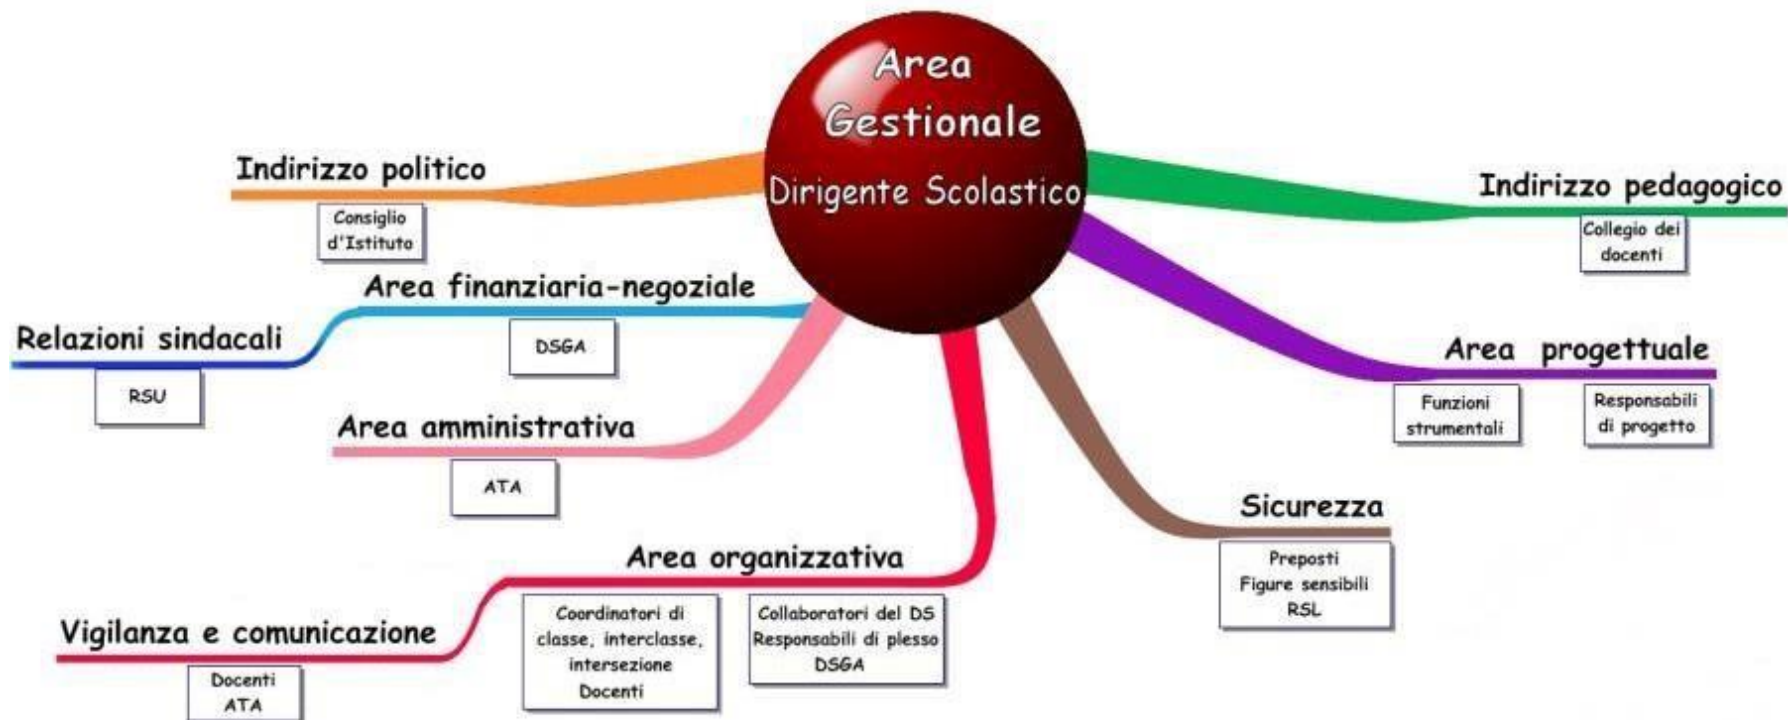 Area
Gestionale
Dirigente Scolastico
Indirizzo politico
Consiglio
d'Istituto
Area finanziaria-negoziale
DSGA
Relazioni sindacali
RSU
Area amministrativa
ATA
Area organizzativa
Coordinatori di
classe, interclasse,
intersezione
Docenti
Collaboratori del DS
Responsabili di plesso
DSGA
Vigilanza e comunicazione
Docenti
ATA
Indirizzo pedagogico
Collegio dei
docenti
Area progettuale
Funzioni
strumentali
Responsabili
di progetto
Sicurezza
Preposti
Figure sensibili
RSL